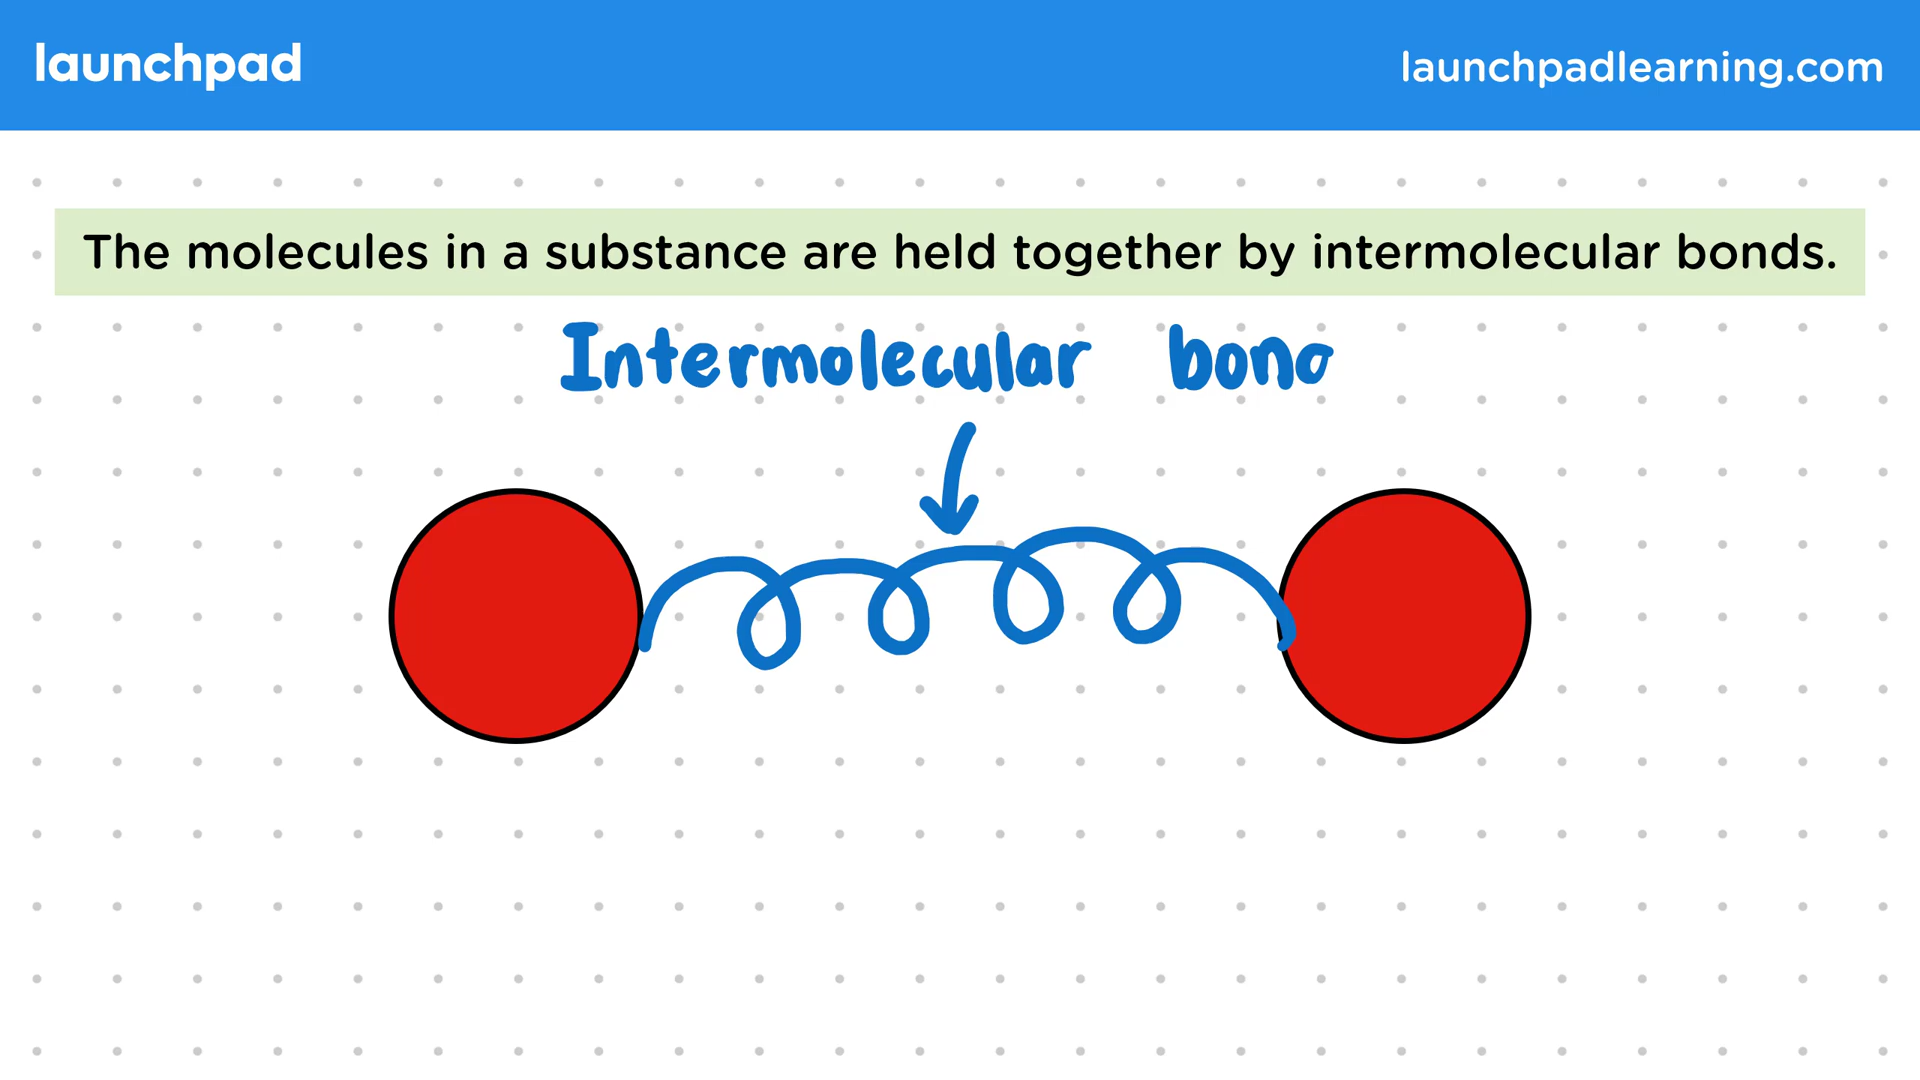 launchpad
launchpadlearning.com
The molecules in a substance are held together by intermolecular bonds.
Intermolecular bono